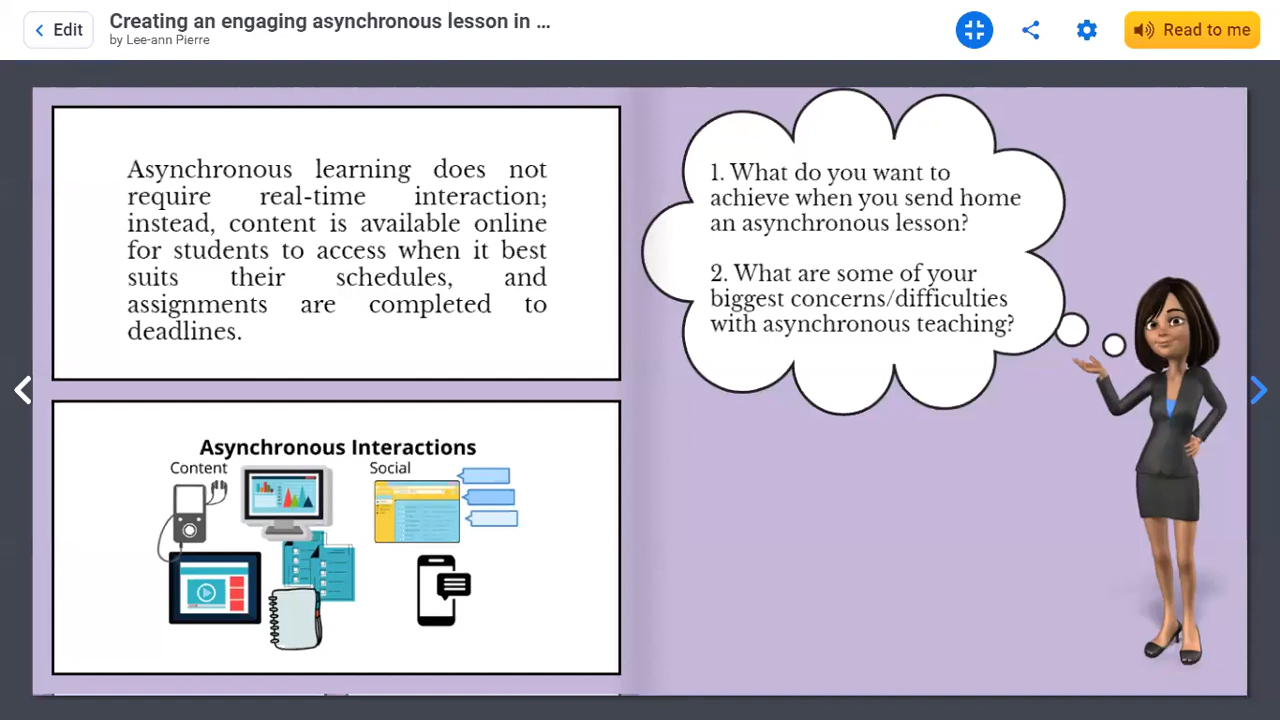 Edit
Creating an engaging asynchronous lesson in ...
by Lee-ann Pierre
Read to me
Asynchronous learning does not
require real-time interaction;
instead, content is available online
for students to access when it best
suits their schedules, and
assignments are completed to
deadlines.
Asynchronous Interactions
Content
Social
1. What do you want to
achieve when you send home
an asynchronous lesson?
2. What are some of your
biggest concerns/difficulties
with asynchronous teaching?